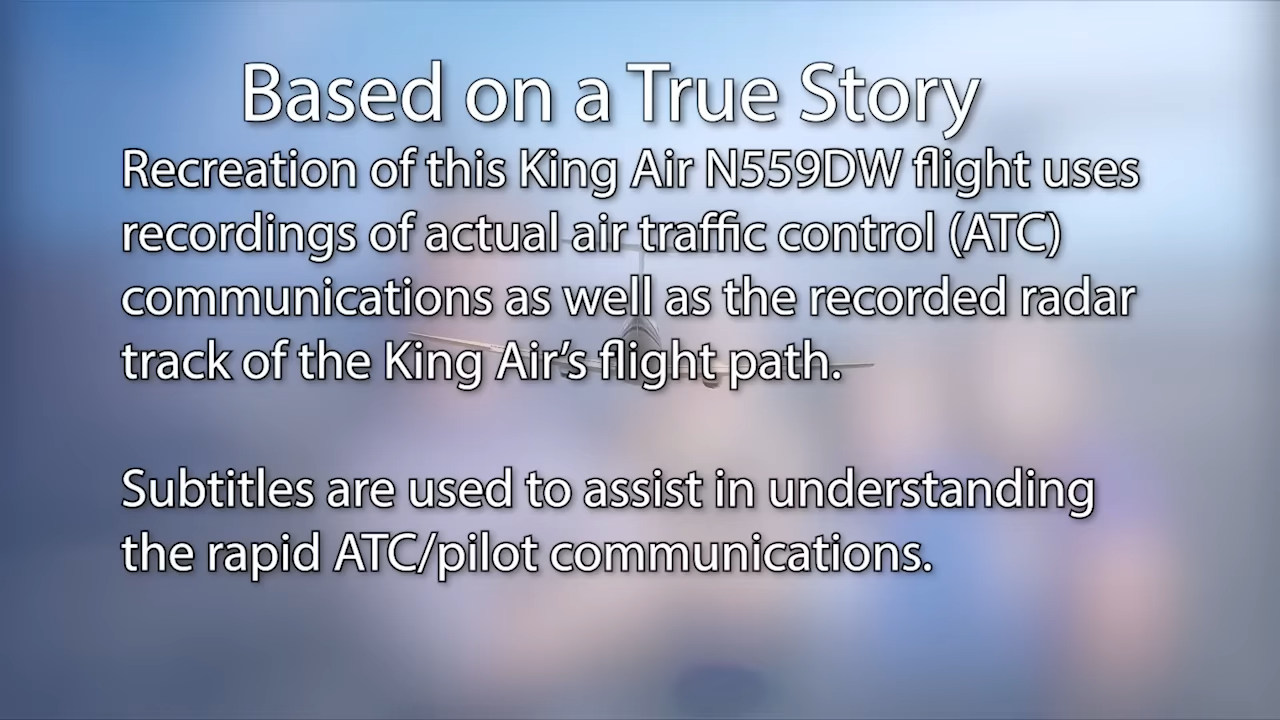 Based on a True Story
Recreation of this King Air N559DW flight uses
recordings of actual air traffic control (ATC)
communications as well as the recorded radar
track of the King Air’s flight path.
Subtitles are used to assist in understanding
the rapid ATC/pilot communications.